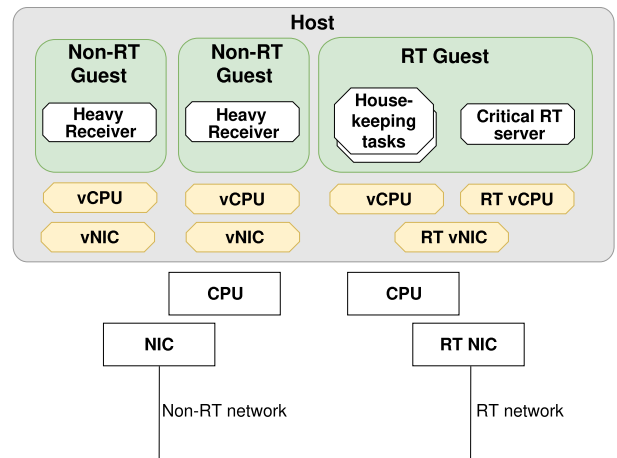 Host
Non-RT
Guest
Non-RT
Guest
RT Guest
Heavy
Receiver
Heavy
Receiver
House-
keeping
tasks
Critical RT
server
vCPU
vCPU
vCPU
RT vCPU
vNIC
vNIC
RT vNIC
CPU
CPU
NIC
RT NIC
Non-RT network
RT network